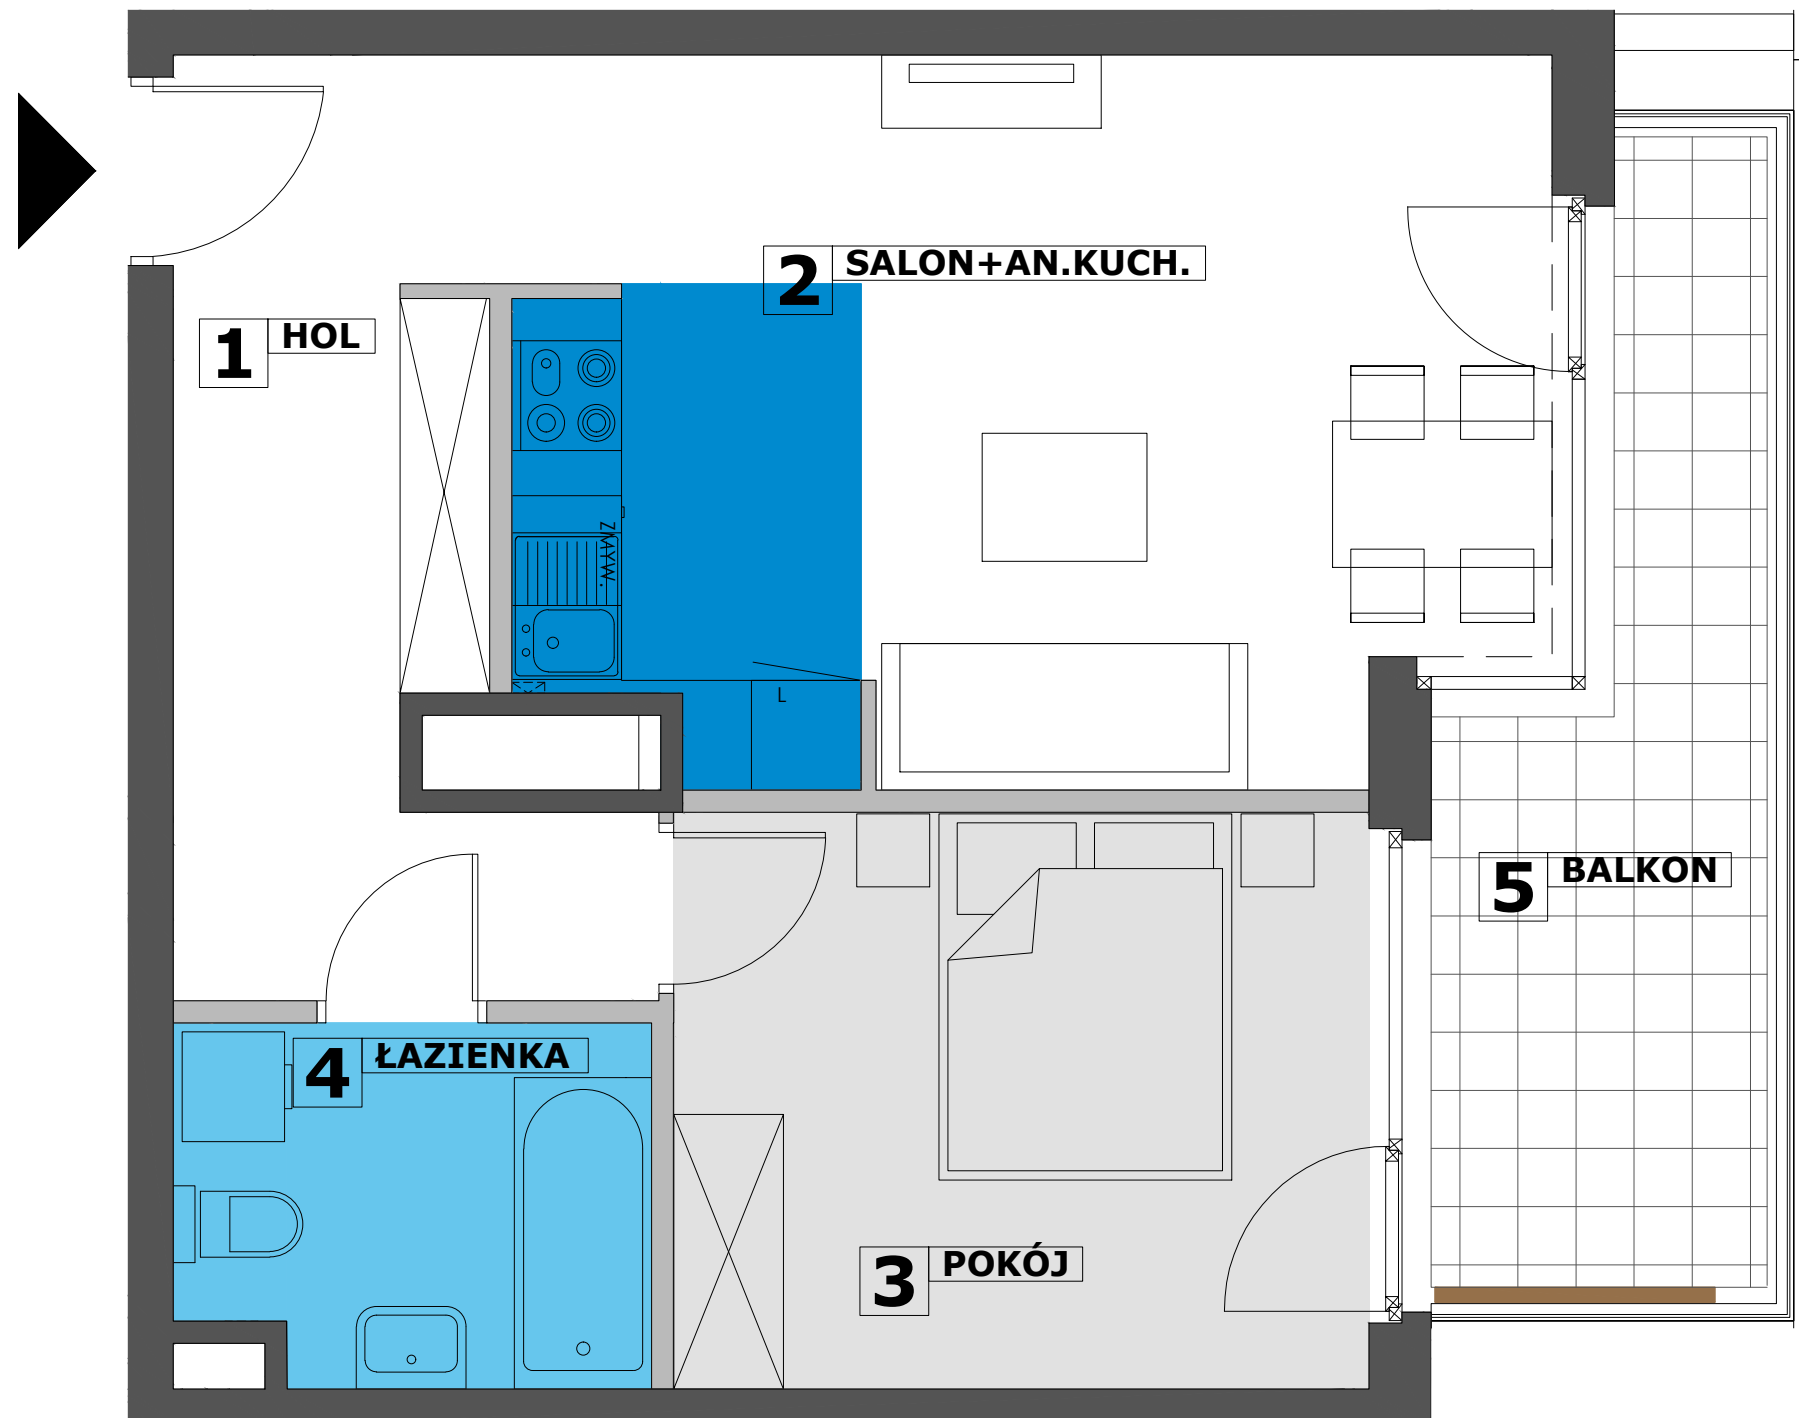 2 SALON+AN.KUCH.
1 HOL
ZMYW.
L
5 BALKON
4 ŁAZIENKA
3 POKÓJ